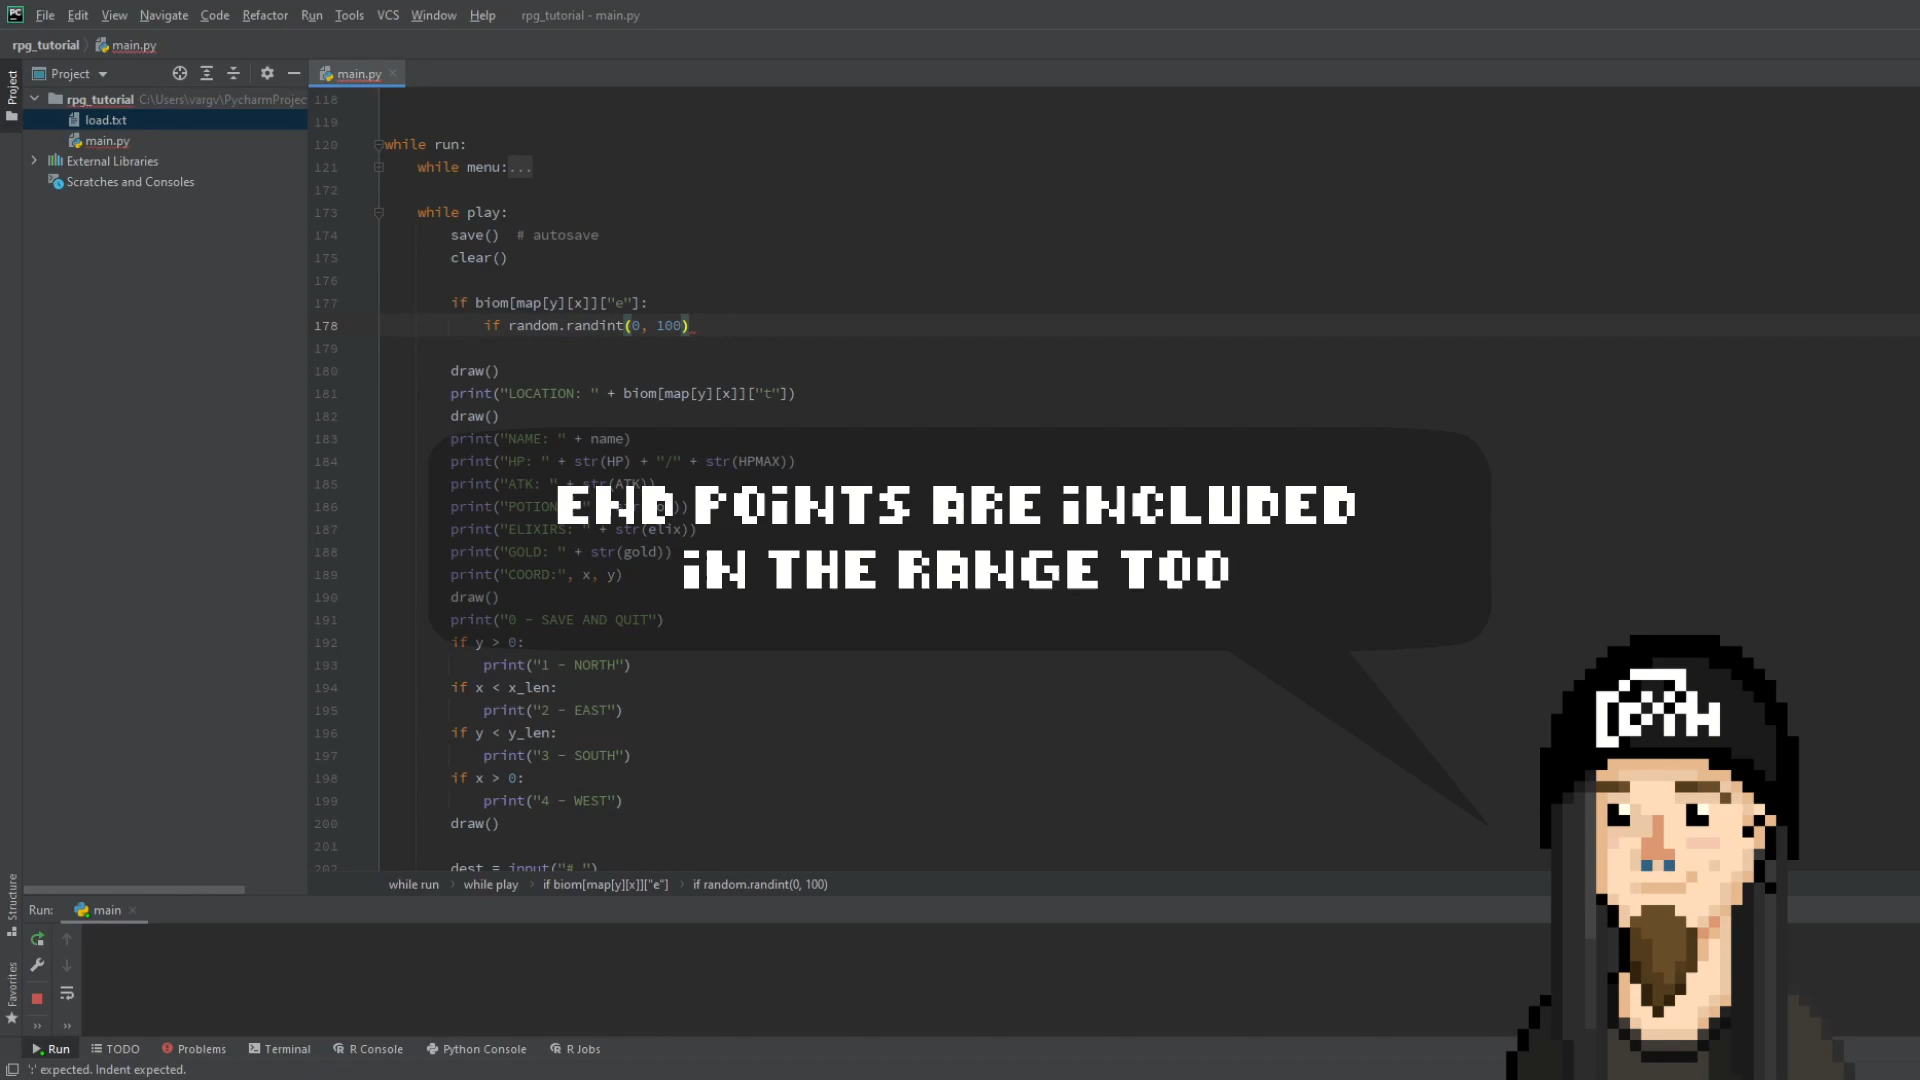 PC File Edit View Navigate Code Refactor Run Tools VCS Window Help rpg_tutorial - main.py
rpg_tutorial main.py
Project
Project
main.py
rpg_tutorial C:\Users\vargv\PycharmProjec
load.txt
main.py
External Libraries
Scratches and Consoles
118
119
120 while run:
121 while menu:...
172
173 while play:
174 save() # autosave
175 clear()
176
177 if biom[map[y][x]]["e"]:
178 if random.randint(0, 100)
179
180 draw()
181 print("LOCATION: " + biom[map[y][x]]["t"])
182 draw()
183 print("NAME: " + name)
184 print("HP: " + str(HP) + "/" + str(HPMAX))
185 print("ATK: " + str(ATK))
186 print("POTION
187 print("ELIXIRS: " + str(elix))
188 print("GOLD: " + str(gold))
189 print("COORD:", x, y)
190 draw()
191 print("0 - SAVE AND QUIT")
192 if y > 0:
193 print("1 - NORTH")
194 if x < x_len:
195 print("2 - EAST")
196 if y < y_len:
197 print("3 - SOUTH")
198 if x > 0:
199 print("4 - WEST")
200 draw()
201
202 dest = input("# ")
END POINTS ARE INCLUDED
IN THE RANGE TOO
while run while play if biom[map[y][x]]["e"] if random.randint(0, 100)
Structure
Favorites
Run: main
Run TODO Problems Terminal R Console Python Console R Jobs
':' expected. Indent expected.